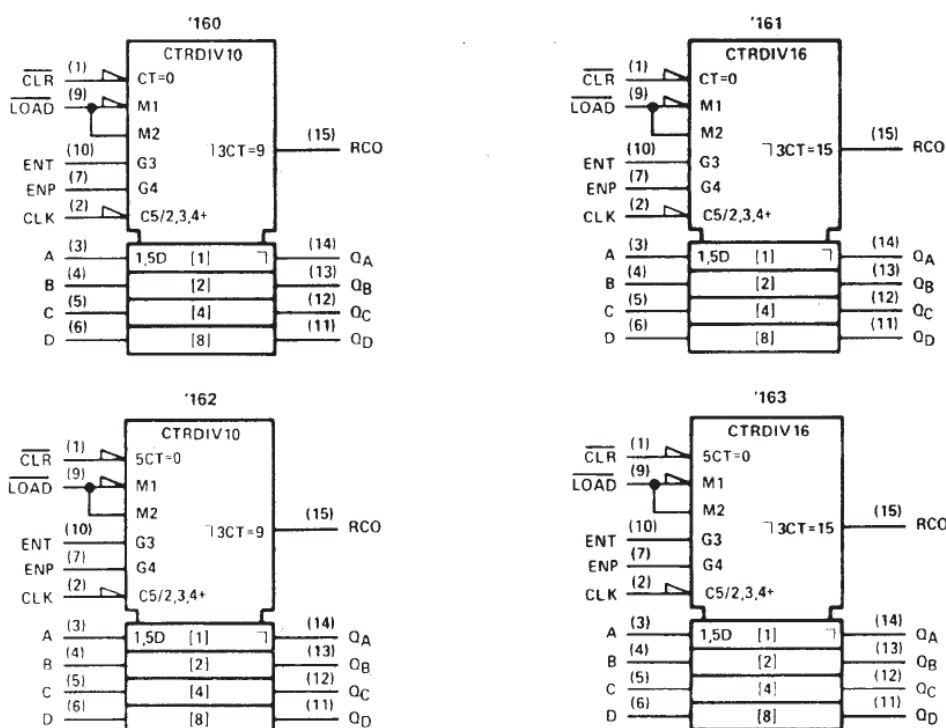 '160
CTRDIV10
CLR (1) CT=0
LOAD (9) M1
M2
(15)
ENT (10) G3 ㄱ3CT=9 RCO
ENP (7) G4
CLK (2) C5/2,3,4+
A (3) 1,5D [1] ㄱ (14) QA
B (4) [2] (13) QB
C (5) [4] (12) QC
D (6) [8] (11) QD
'161
CTRDIV16
CLR (1) CT=0
LOAD (9) M1
M2
(15)
ENT (10) G3 ㄱ3CT=15 RCO
ENP (7) G4
CLK (2) C5/2,3,4+
A (3) 1,5D [1] ㄱ (14) QA
B (4) [2] (13) QB
C (5) [4] (12) QC
D (6) [8] (11) QD
'162
CTRDIV10
CLR (1) 5CT=0
LOAD (9) M1
M2
(15)
ENT (10) G3 ㄱ3CT=9 RCO
ENP (7) G4
CLK (2) C5/2,3,4+
A (3) 1,5D [1] ㄱ (14) QA
B (4) [2] (13) QB
C (5) [4] (12) QC
D (6) [8] (11) QD
'163
CTRDIV16
CLR (1) 5CT=0
LOAD (9) M1
M2
(15)
ENT (10) G3 ㄱ3CT=15 RCO
ENP (7) G4
CLK (2) C5/2,3,4+
A (3) 1,5D [1] ㄱ (14) QA
B (4) [2] (13) QB
C (5) [4] (12) QC
D (6) [8] (11) QD